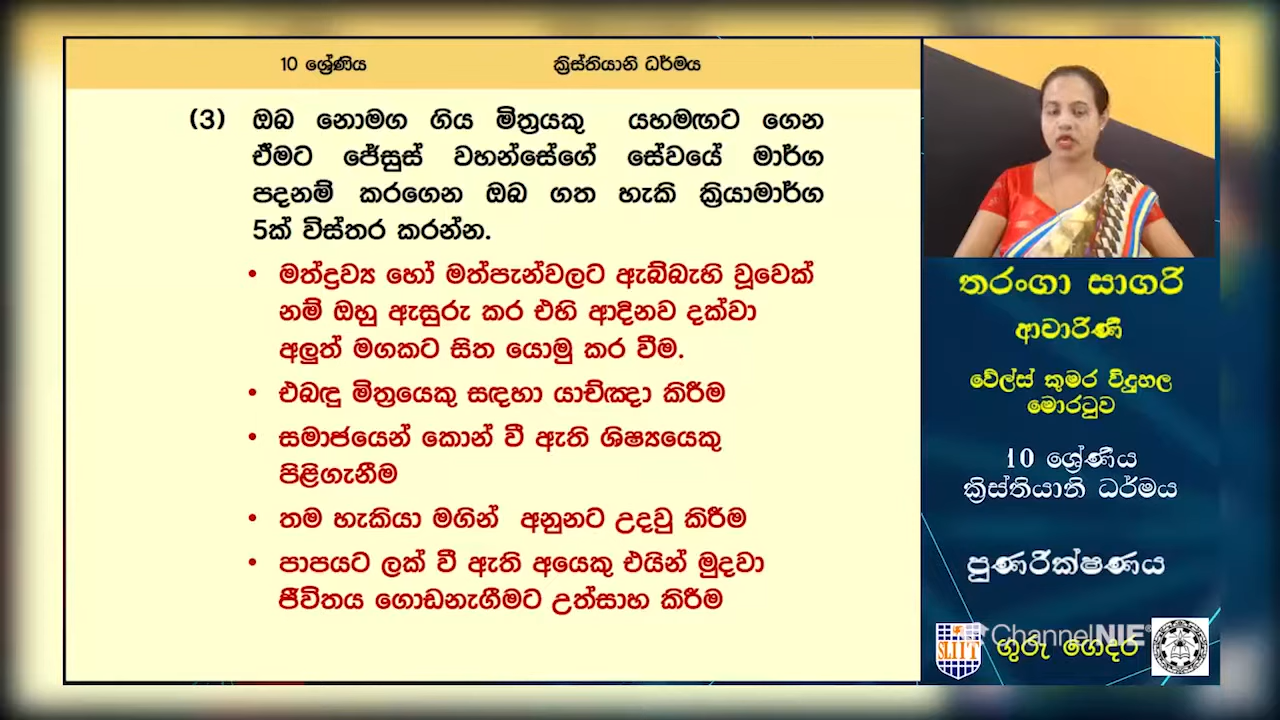 10 ශ්‍රේණිය ක්‍රිස්තියානි ධර්මය
(3) ඔබ නොමග ගිය මිත්‍රයකු යහමඟට ගෙන
ඒමට ජේසුස් වහන්සේගේ සේවයේ මාර්ග
පදනම් කරගෙන ඔබ ගත හැකි ක්‍රියාමාර්ග
5ක් විස්තර කරන්න.
• මත්ද්‍රව්‍ය හෝ මත්පැන්වලට ඇබ්බැහි වූවෙක්
නම් ඔහු ඇසුරු කර එහි ආදිනව දක්වා
අලුත් මගකට සිත යොමු කර වීම.
• එබඳු මිත්‍රයෙකු සඳහා යාච්ඤා කිරීම
• සමාජයෙන් කොන් වී ඇති ශිෂ්‍යයෙකු
පිළිගැනීම
• තම හැකියා මගින් අනුනට උදවු කිරීම
• පාපයට ලක් වී ඇති අයෙකු එයින් මුදවා
ජීවිතය ගොඩනැගීමට උත්සාහ කිරීම
තරංගා සාගරි
ආචාරිණී
වේල්ස් කුමර විදුහල
මොරටුව
10 ශ්‍රේණිය
ක්‍රිස්තියානි ධර්මය
පුණරීක්ෂණය
ChannelNIE
SLIIT
ගුරු ගෙදර